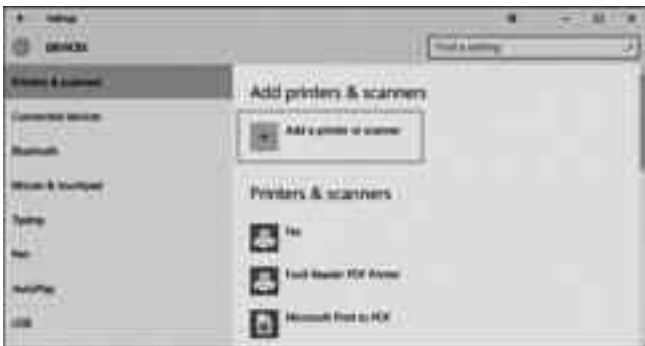 Settings
DEVICES
Find a setting
Printers & scanners
Connected devices
Bluetooth
Mouse & touchpad
Typing
Pen
AutoPlay
USB
Add printers & scanners
Add a printer or scanner
Printers & scanners
Fax
Foxit Reader PDF Printer
Microsoft Print to PDF